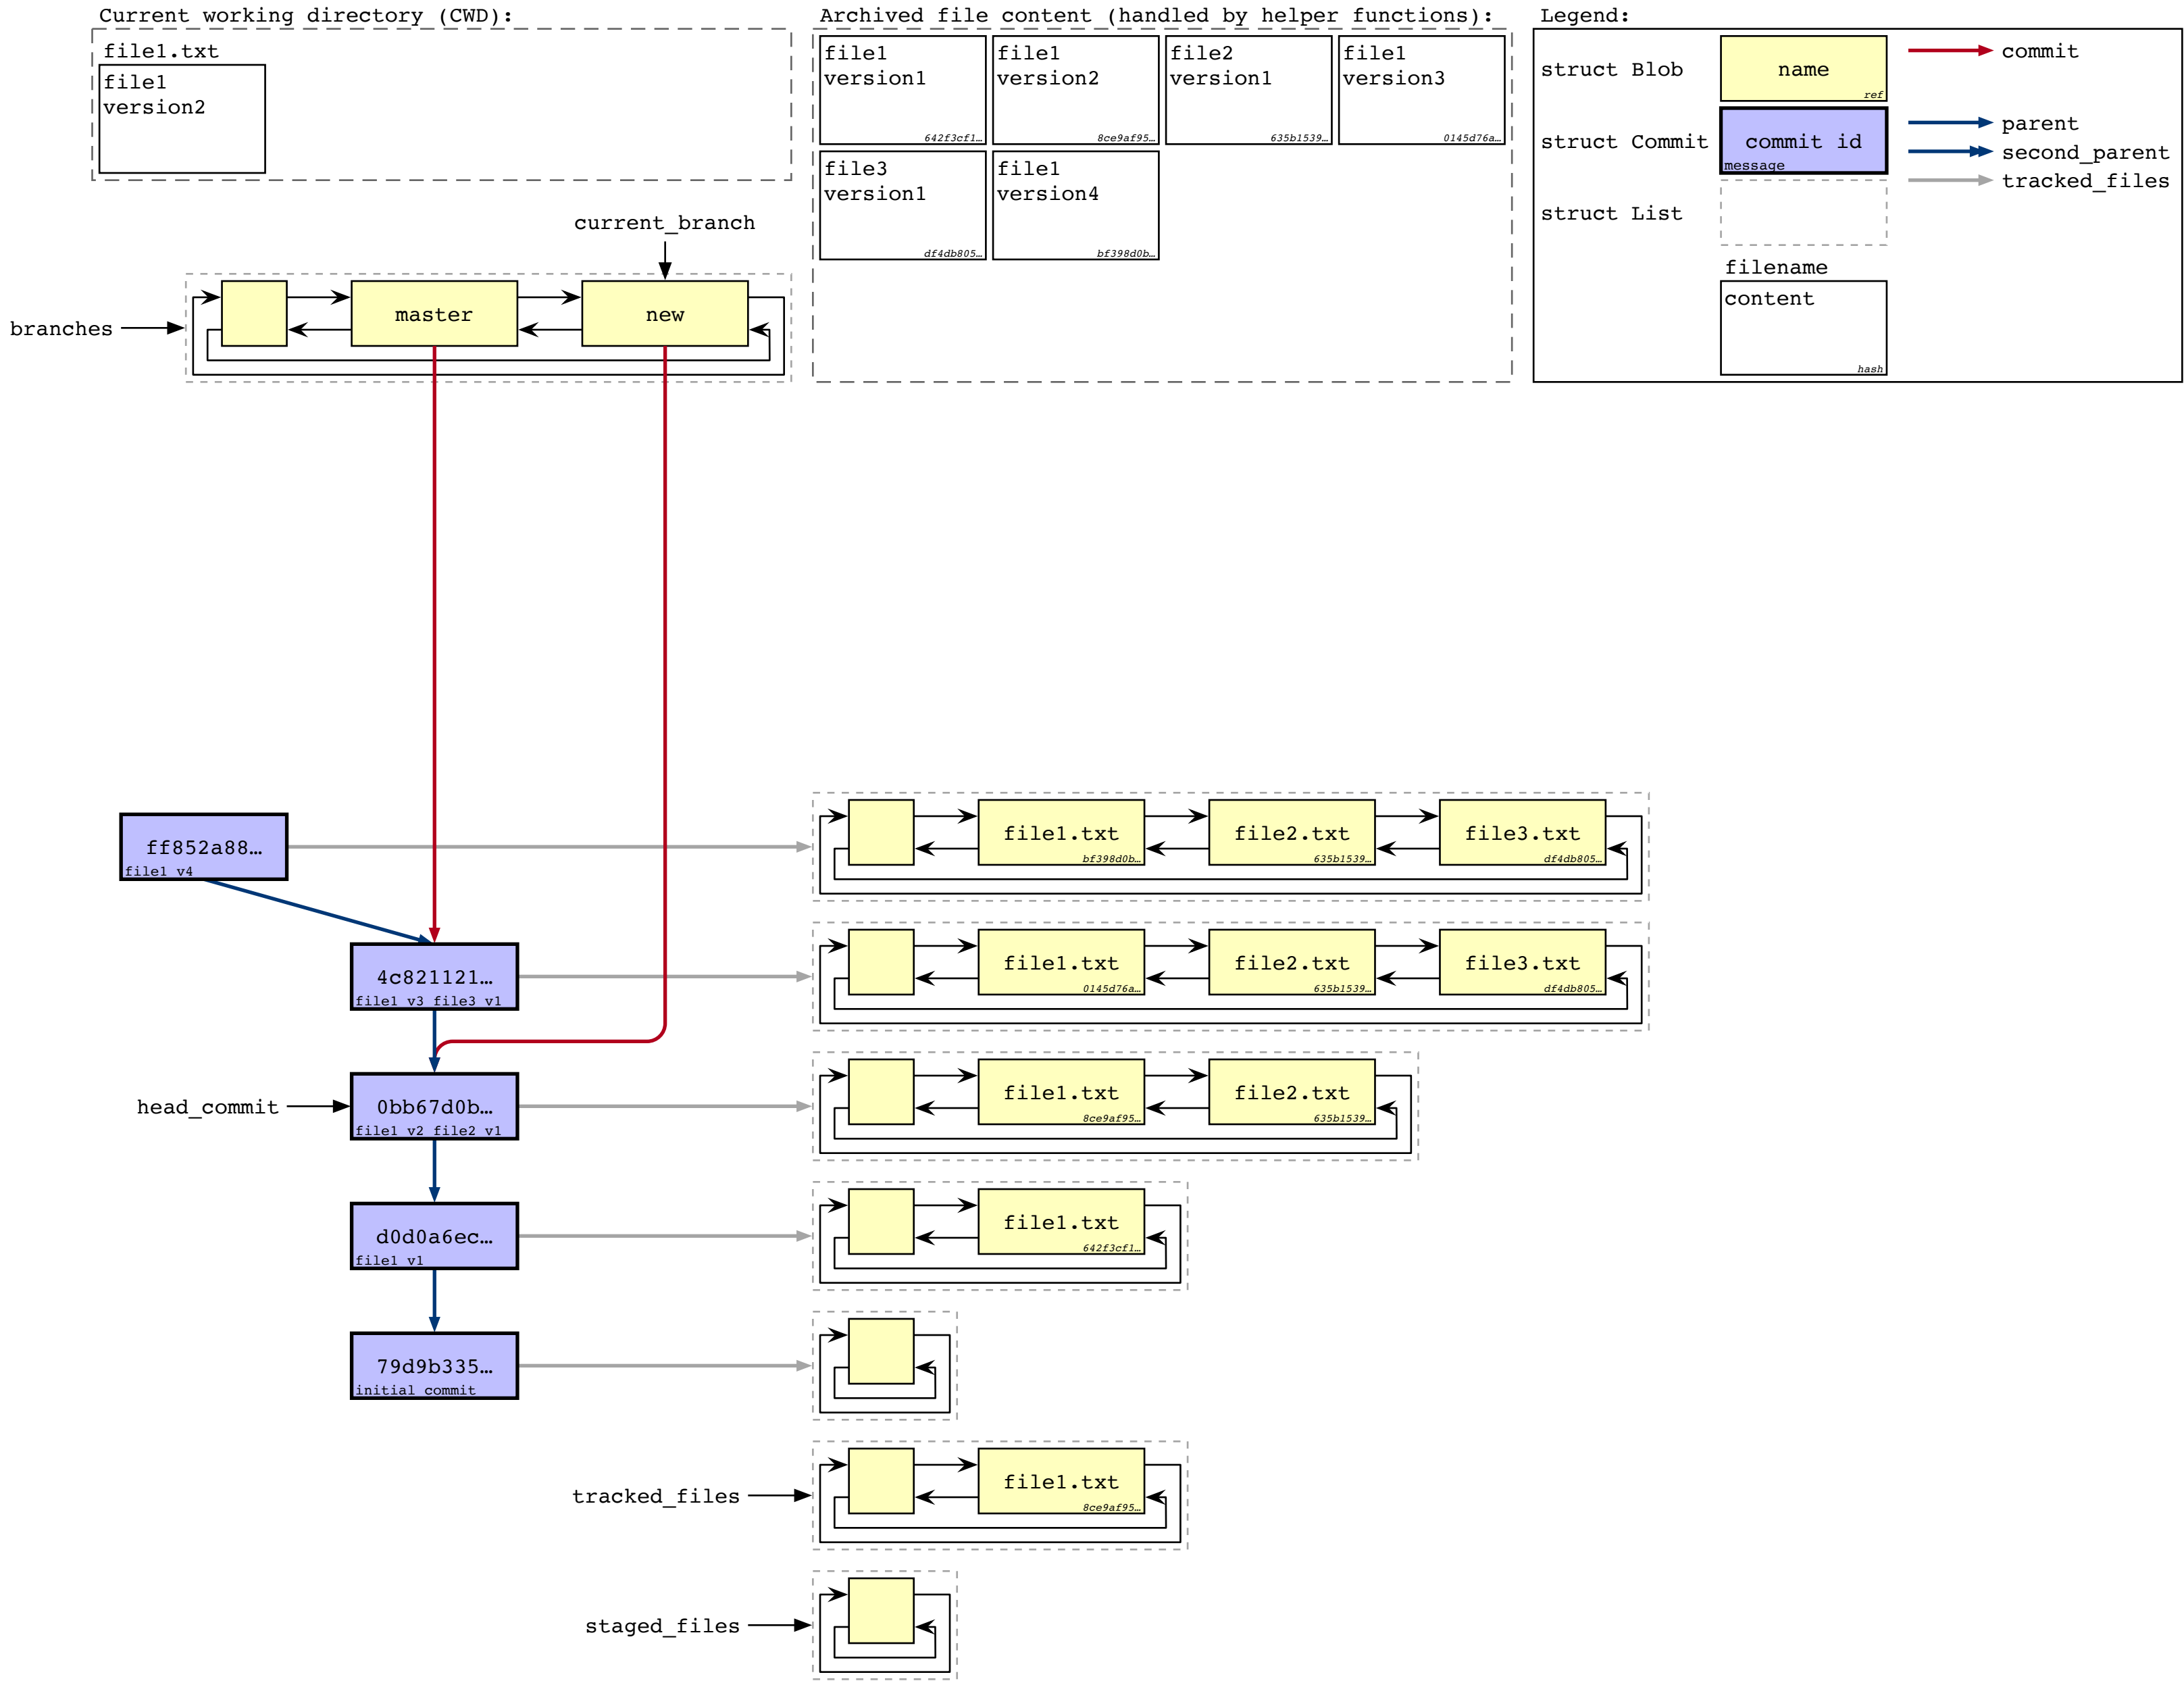 Current working directory (CWD):
file1.txt
file1
version2
Archived file content (handled by helper functions):
file1
version1
642f3cf1…
file1
version2
8ce9af95…
file2
version1
635b1539…
file1
version3
0145d76a…
file3
version1
df4db805…
file1
version4
bf398d0b…
Legend:
struct Blob
name
ref
commit
struct Commit
commit id
message
parent
second_parent
tracked_files
struct List
filename
content
hash
current_branch
branches
master
new
ff852a88…
file1 v4
file1.txt
bf398d0b…
file2.txt
635b1539…
file3.txt
df4db805…
4c821121…
file1 v3 file3 v1
file1.txt
0145d76a…
file2.txt
635b1539…
file3.txt
df4db805…
head_commit
0bb67d0b…
file1 v2 file2 v1
file1.txt
8ce9af95…
file2.txt
635b1539…
d0d0a6ec…
file1 v1
file1.txt
642f3cf1…
79d9b335…
initial commit
tracked_files
file1.txt
8ce9af95…
staged_files